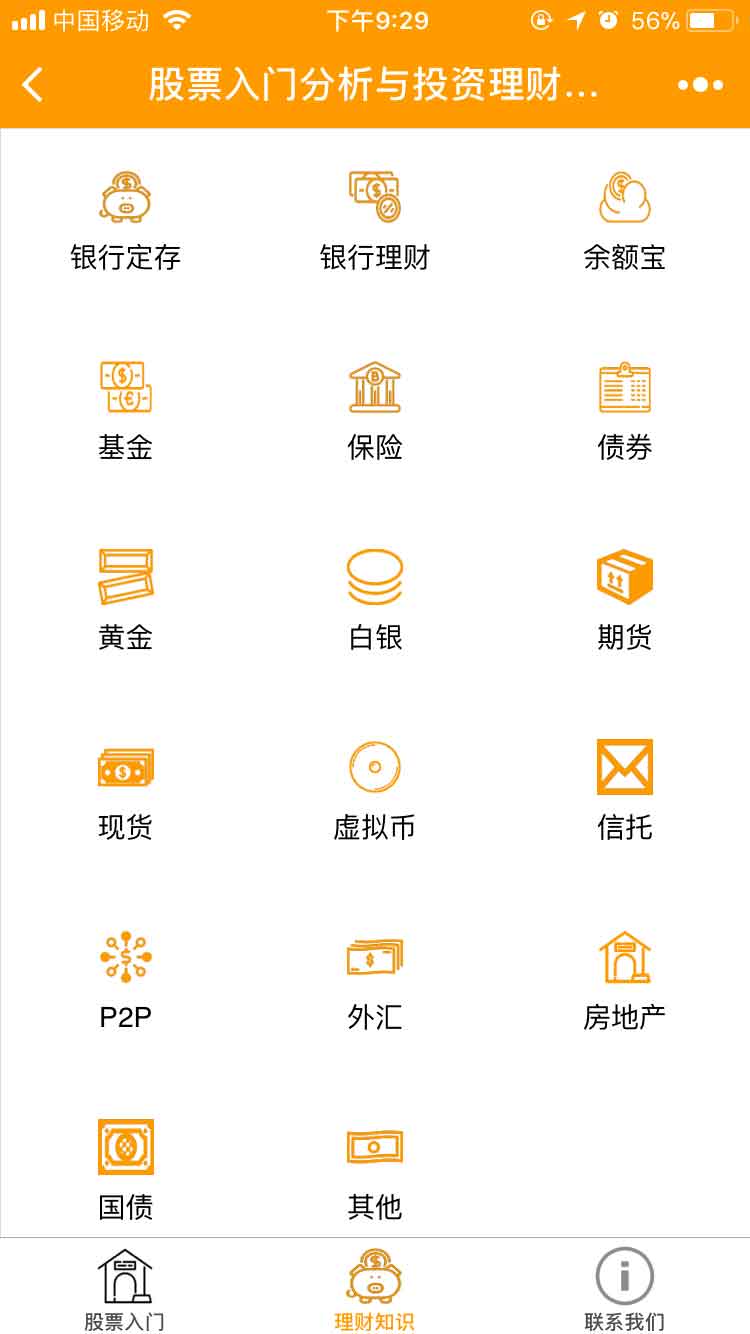 中国移动 下午9:29 56%
股票入门分析与投资理财...
银行定存 银行理财 余额宝
基金 保险 债券
黄金 白银 期货
现货 虚拟币 信托
P2P 外汇 房地产
国债 其他
股票入门 理财知识 联系我们